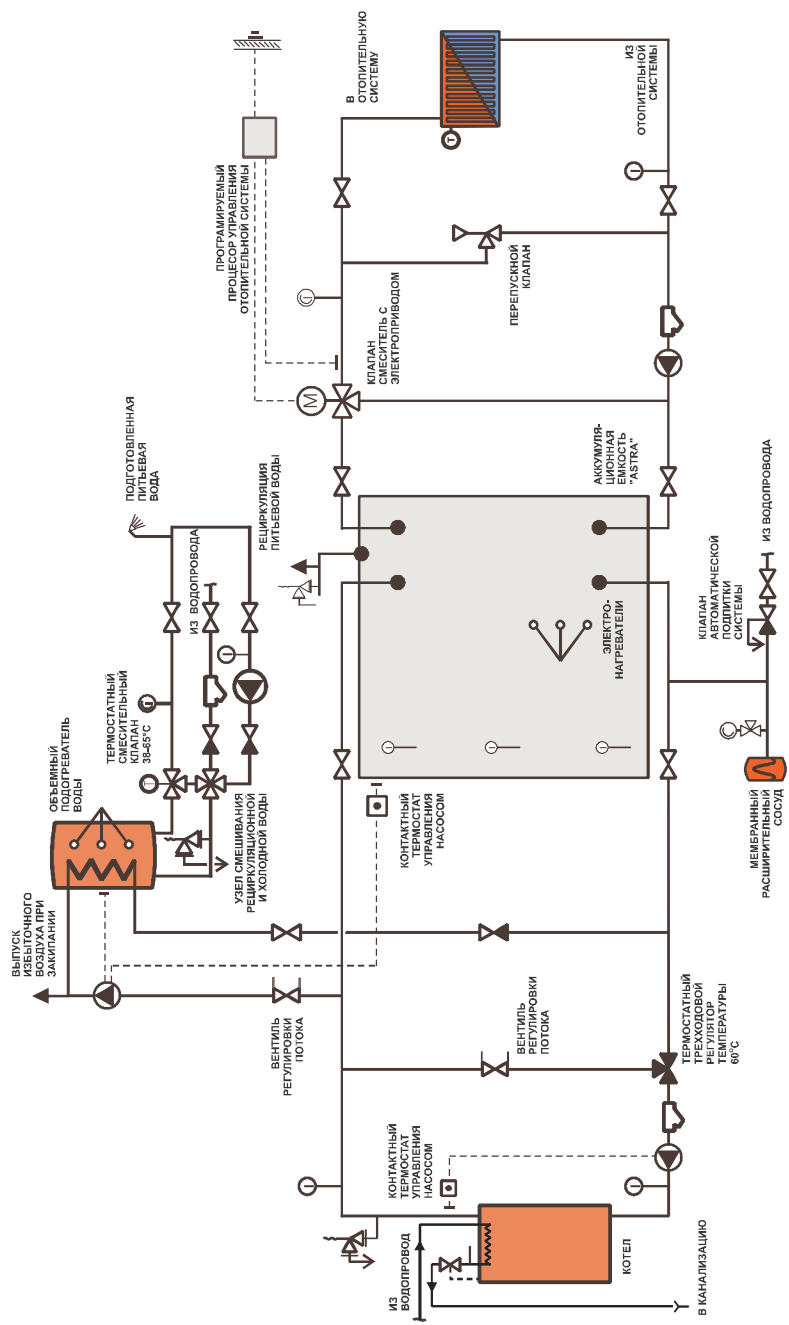 В
ОТОПИТЕЛЬНУЮ
СИСТЕМУ
ИЗ
ОТОПИТЕЛЬНОЙ
СИСТЕМЫ
T
ПРОГРАМИРУЕМЫЙ
ПРОЦЕСОР УПРАВЛЕНИЯ
ОТОПИТЕЛЬНОЙ СИСТЕМЫ
ПЕРЕПУСКНОЙ
КЛАПАН
КЛАПАН
СМЕСИТЕЛЬ С
ЭЛЕКТРОПРИВОДОМ
M
ПОДГОТОВЛЕННАЯ
ПИТЬЕВАЯ
ВОДА
РЕЦИРКУЛЯЦИЯ
ПИТЬЕВОЙ ВОДЫ
АККУМУЛЯ-
ЦИОННАЯ
ЕМКОСТЬ
"ASTRA"
ИЗ ВОДОПРОВОДА
ИЗ ВОДОПРОВОДА
КЛАПАН
АВТОМАТИЧЕСКОЙ
ПОДПИТКИ
СИСТЕМЫ
ЭЛЕКТРО-
НАГРЕВАТЕЛИ
ТЕРМОСТАТНЫЙ
СМЕСИТЕЛЬНЫЙ
КЛАПАН
38-65°C
ОБЪЕМНЫЙ
ПОДОГРЕВАТЕЛЬ
ВОДЫ
УЗЕЛ СМЕШИВАНИЯ
РЕЦИРКУЛЯЦИОННОЙ
И ХОЛОДНОЙ ВОДЫ
КОНТАКТНЫЙ
ТЕРМОСТАТ
УПРАВЛЕНИЯ
НАСОСОМ
МЕМБРАННЫЙ
РАСШИРИТЕЛЬНЫЙ
СОСУД
ВЫПУСК
ИЗБЫТОЧНОГО
ВОЗДУХА ПРИ
ЗАКИПАНИИ
ВЕНТИЛЬ
РЕГУЛИРОВКИ
ПОТОКА
ВЕНТИЛЬ
РЕГУЛИРОВКИ
ПОТОКА
ТЕРМОСТАТНЫЙ
ТРЕХХОДОВОЙ
РЕГУЛЯТОР
ТЕМПЕРАТУРЫ
60°C
КОНТАКТНЫЙ
ТЕРМОСТАТ
УПРАВЛЕНИЯ
НАСОСОМ
ИЗ
ВОДОПРОВОД
КОТЕЛ
В КАНАЛИЗАЦИЮ